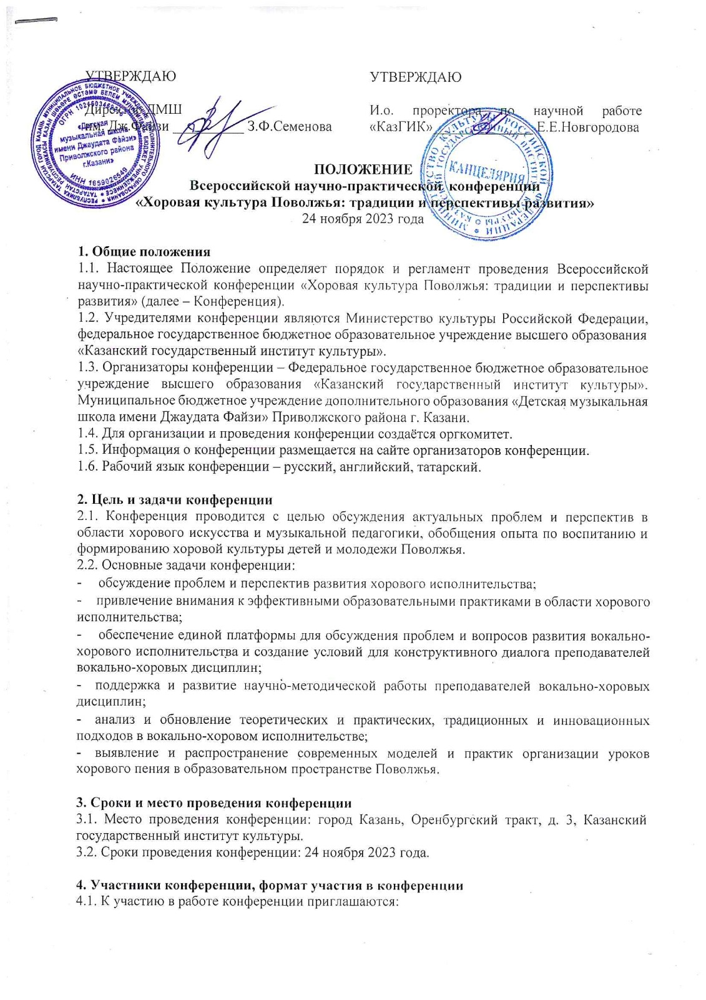 УТВЕРЖДАЮ
Директор ДМШ
им. Дж.Файзи __________ З.Ф.Семенова
УТВЕРЖДАЮ
И.о. проректора по научной работе
«КазГИК» ______________ Е.Е.Новгородова
ОГРН
«Детская
музыкальная школа
имени Джаудата Файзи»
Приволжского района
г.Казани»
ИНН 1659026549
КАНЦЕЛЯРИЯ
ПОЛОЖЕНИЕ
Всероссийской научно-практической конференции
«Хоровая культура Поволжья: традиции и перспективы развития»
24 ноября 2023 года
1. Общие положения
1.1. Настоящее Положение определяет порядок и регламент проведения Всероссийской
научно-практической конференции «Хоровая культура Поволжья: традиции и перспективы
развития» (далее – Конференция).
1.2. Учредителями конференции являются Министерство культуры Российской Федерации,
федеральное государственное бюджетное образовательное учреждение высшего образования
«Казанский государственный институт культуры».
1.3. Организаторы конференции – Федеральное государственное бюджетное образовательное
учреждение высшего образования «Казанский государственный институт культуры».
Муниципальное бюджетное учреждение дополнительного образования «Детская музыкальная
школа имени Джаудата Файзи» Приволжского района г. Казани.
1.4. Для организации и проведения конференции создаётся оргкомитет.
1.5. Информация о конференции размещается на сайте организаторов конференции.
1.6. Рабочий язык конференции – русский, английский, татарский.
2. Цель и задачи конференции
2.1. Конференция проводится с целью обсуждения актуальных проблем и перспектив в
области хорового искусства и музыкальной педагогики, обобщения опыта по воспитанию и
формированию хоровой культуры детей и молодежи Поволжья.
2.2. Основные задачи конференции:
- обсуждение проблем и перспектив развития хорового исполнительства;
- привлечение внимания к эффективными образовательными практиками в области хорового
исполнительства;
- обеспечение единой платформы для обсуждения проблем и вопросов развития вокально-
хорового исполнительства и создание условий для конструктивного диалога преподавателей
вокально-хоровых дисциплин;
- поддержка и развитие научно-методической работы преподавателей вокально-хоровых
дисциплин;
- анализ и обновление теоретических и практических, традиционных и инновационных
подходов в вокально-хоровом исполнительстве;
- выявление и распространение современных моделей и практик организации уроков
хорового пения в образовательном пространстве Поволжья.
3. Сроки и место проведения конференции
3.1. Место проведения конференции: город Казань, Оренбургский тракт, д. 3, Казанский
государственный институт культуры.
3.2. Сроки проведения конференции: 24 ноября 2023 года.
4. Участники конференции, формат участия в конференции
4.1. К участию в работе конференции приглашаются: